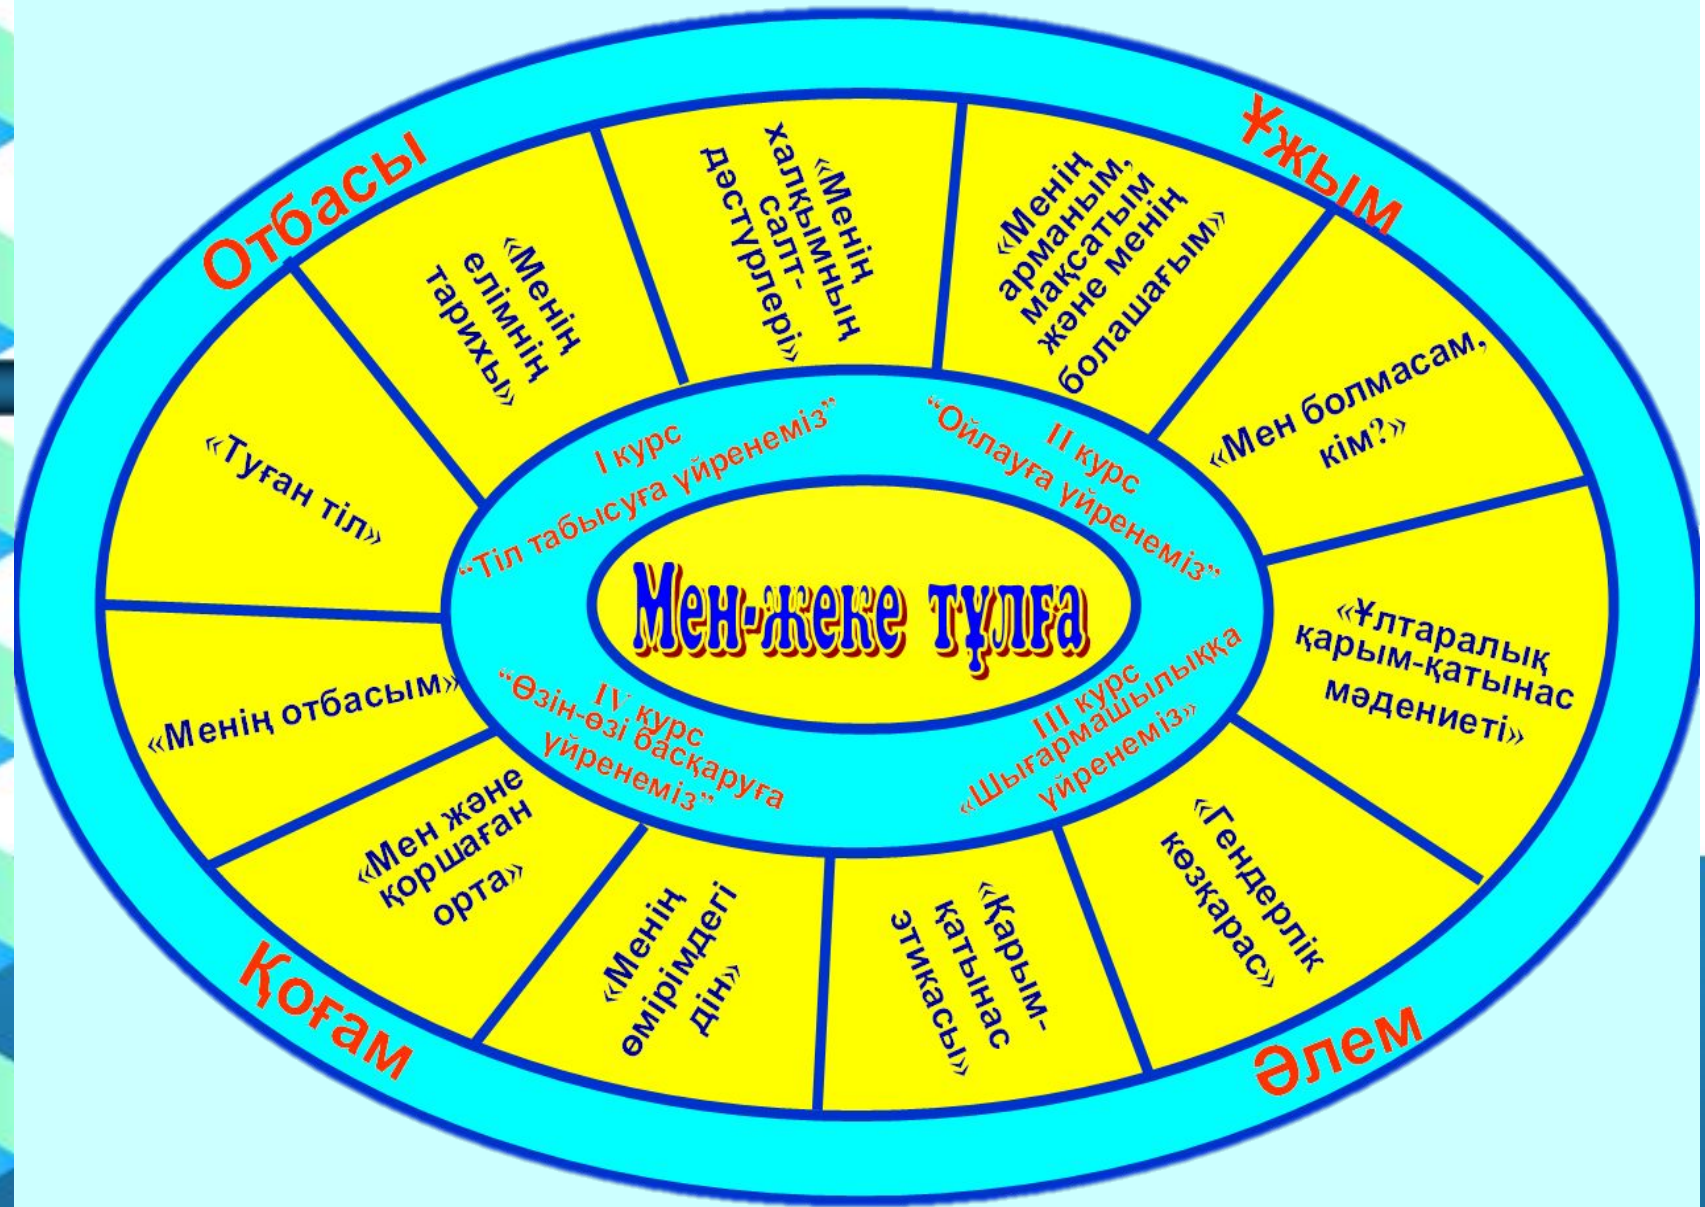 Отбасы
Ұжым
«Менің
елімнің
тарихы»
«Менің
халқымның
салт-
дәстүрлері»
«Менің
арманым,
мақсатым
және менің
болашағым»
«Мен болмасам,
кім?»
«Ұлтаралық
қарым-қатынас
мәдениеті»
«Гендерлік
көзқарас»
«Қарым-
қатынас
этикасы»
«Менің
өмірімдегі
дін»
«Мен және
қоршаған
орта»
«Менің отбасым»
«Туған тіл»
I курс
“Тіл табысуға үйренеміз”
II курс
“Ойлауға үйренеміз”
Мен-жеке тұлға
III курс
«Шығармашылыққа
үйренеміз»
IV курс
“Өзін-өзі басқаруға
үйренеміз”
Қоғам
Әлем